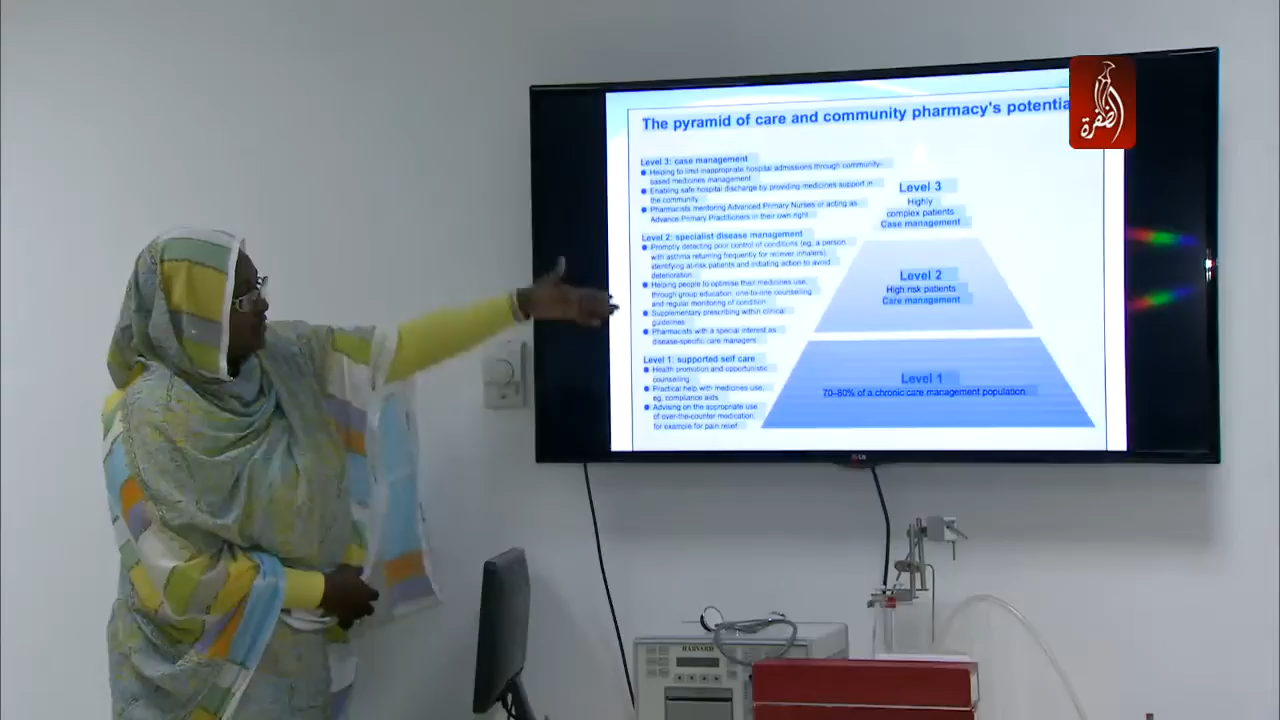 The pyramid of care and community pharmacy's potentia
الظفرة
Level 3: case management
Helping to limit inappropriate hospital admissions through community-
based medicines management
Enabling safe hospital discharge by providing medicines support in
the community
Pharmacists mentoring Advanced Primary Nurses or acting as
Advance Primary Practitioners in their own right
Level 2: specialist disease management
Promptly detecting prior control of conditions (eg, a person
with asthma returning frequently for reliever inhalers)
identifying at-risk patients and initiating action to avoid
deterioration
Helping people to optimise their medicines use,
through group education, one-to-one counselling
and regular monitoring of condition
Supplementary prescribing within clinical
guidelines
Pharmacists with a special interest as
disease-specific care managers
Level 1: supported self care
Health promotion and opportunistic
counselling
Practical help with medicines use,
eg, compliance aids
Advising on the appropriate use
of over-the-counter medication,
for example for pain relief
Level 3
Highly
complex patients
Case management
Level 2
High risk patients
Care management
Level 1
70–80% of a chronic care management population
LG
HARVARD